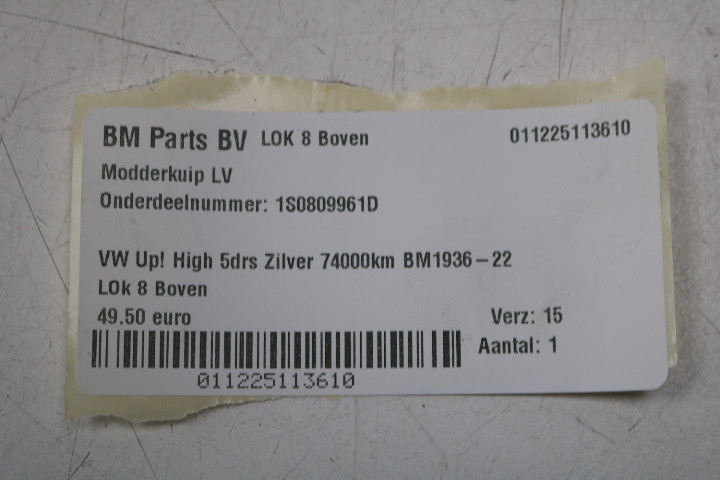 BM Parts BV LOK 8 Boven 011225113610
Modderkuip LV
Onderdeelnummer: 1S0809961D
VW Up! High 5drs Zilver 74000km BM1936-22
LOk 8 Boven
49.50 euro Verz: 15
Aantal: 1
011225113610